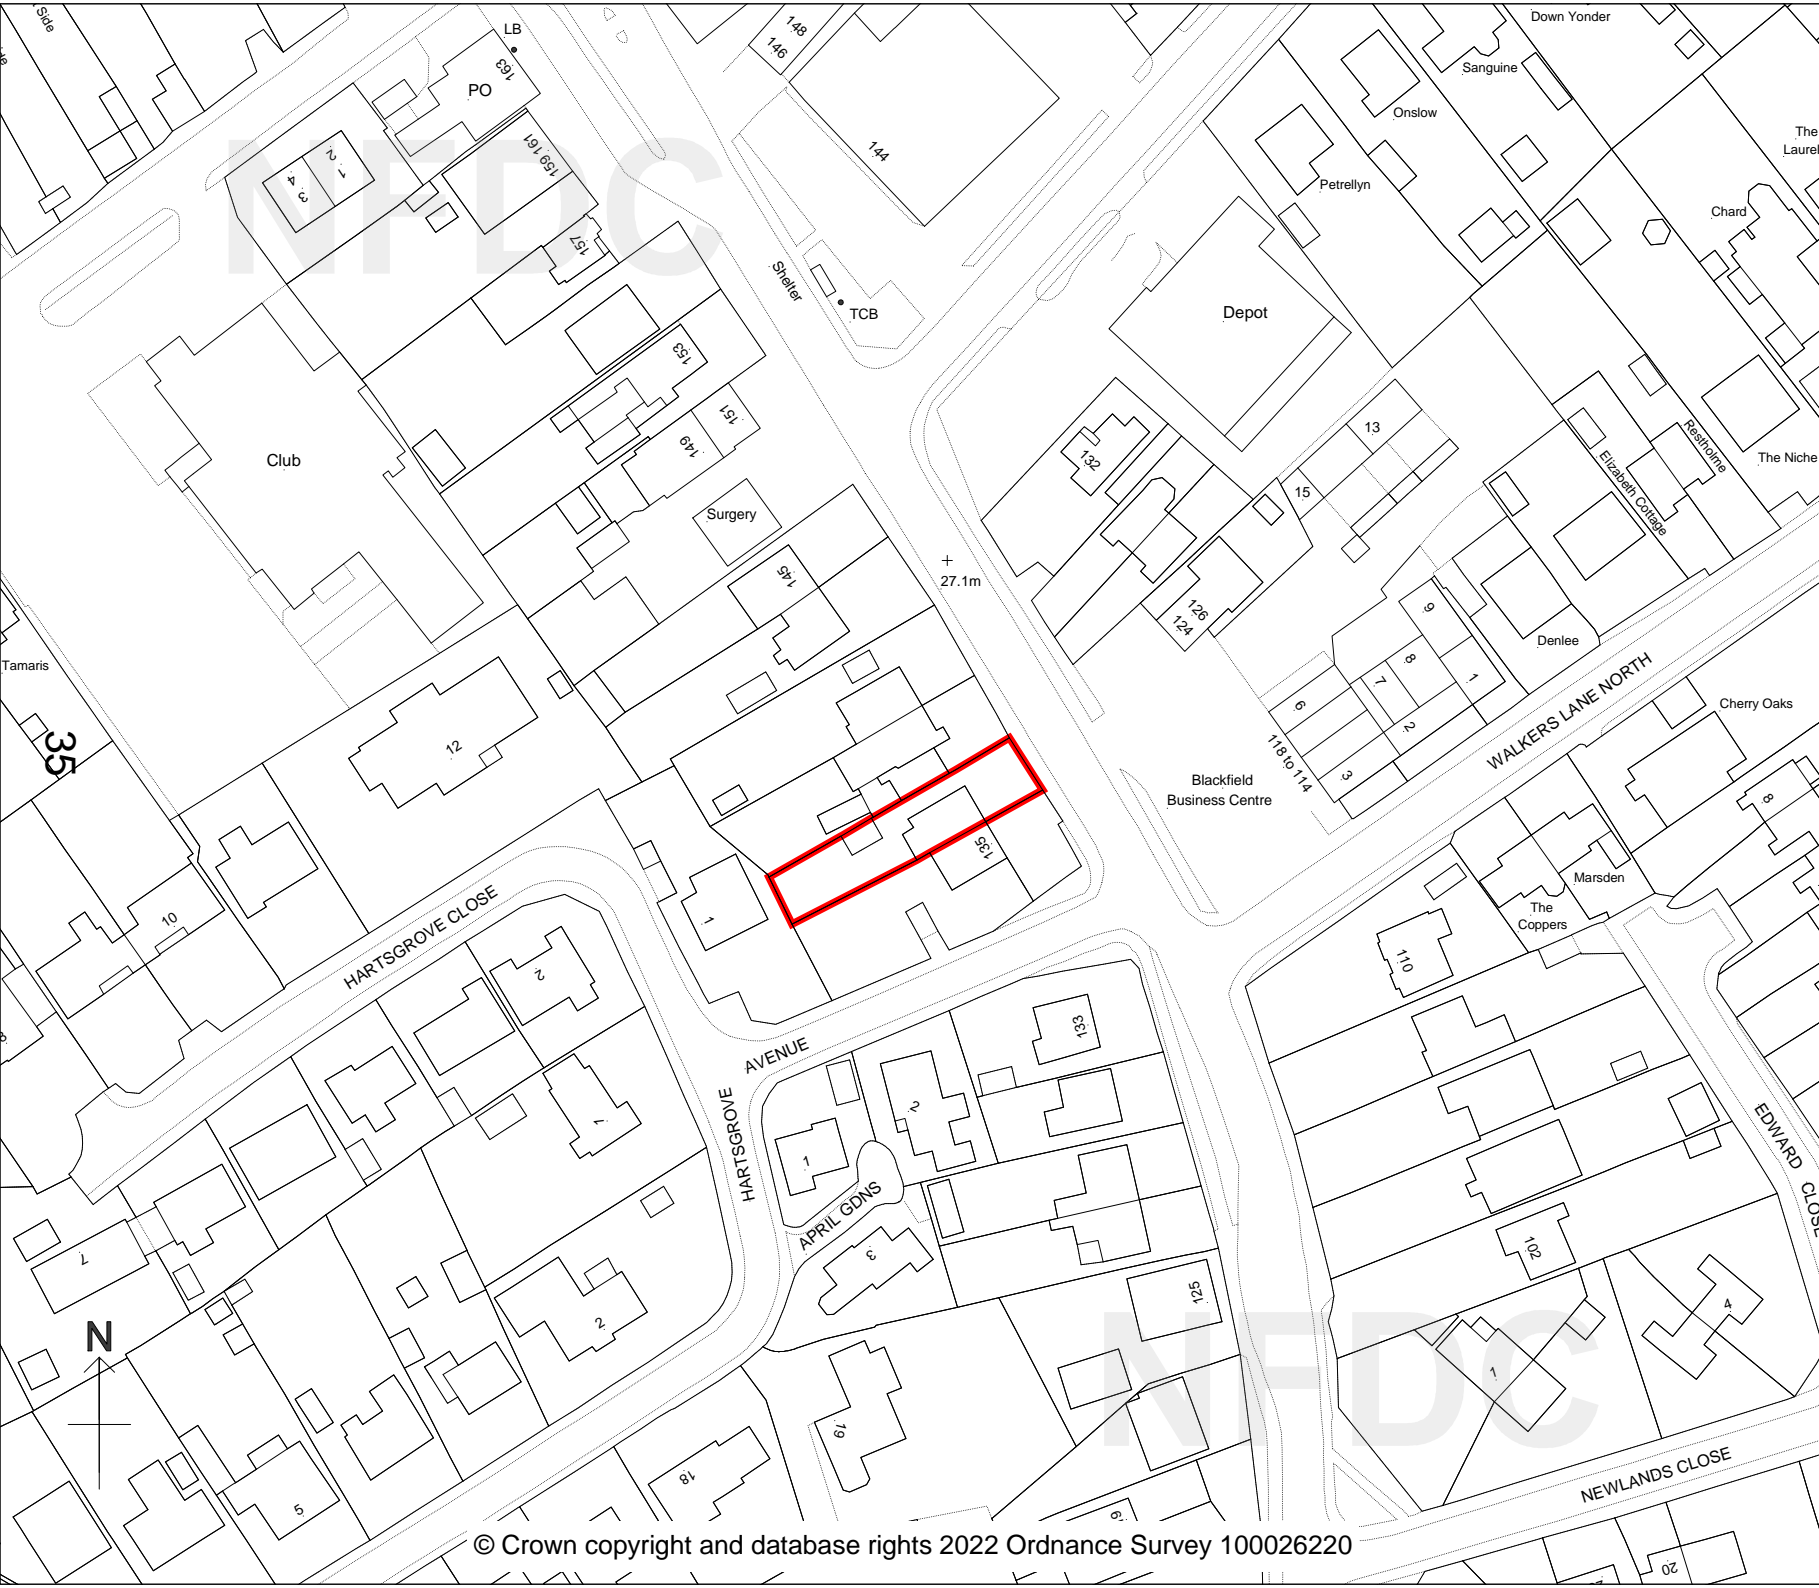 Side
LB
163
PO
148
146
Down Yonder
Sanguine
Onslow
The
Laurel
159 161
144
2
1
4
3
Petrellyn
Chard
NFDC
157
Shelter
TCB
Depot
153
151
149
13
132
15
Restholme
Elizabeth Cottage
The Niche
Club
Surgery
27.1m
145
126
124
9
8
7
1
2
6
3
118 to 114
Denlee
WALKERS LANE NORTH
Tamaris
35
12
Cherry Oaks
Blackfield
Business Centre
8
135
1
Marsden
The
Coppers
10
HARTSGROVE CLOSE
2
110
133
AVENUE
HARTSGROVE
7
2
1
APRIL GDNS
3
EDWARD CLOSE
7
102
125
2
4
N
1
NFDC
19
18
5
NEWLANDS CLOSE
20
© Crown copyright and database rights 2022 Ordnance Survey 100026220